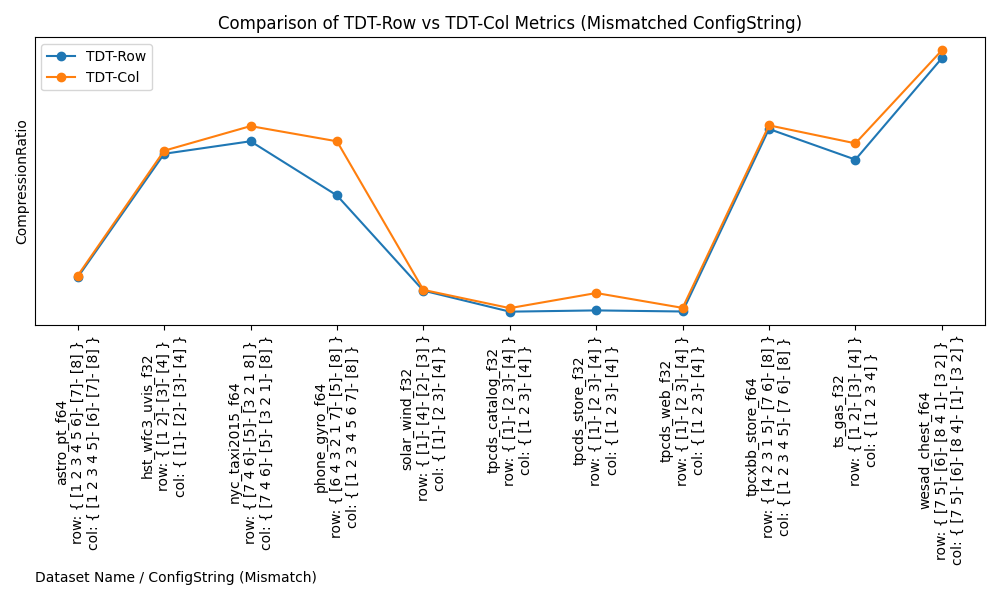 Comparison of TDT-Row vs TDT-Col Metrics (Mismatched ConfigString)
TDT-Row
TDT-Col
CompressionRatio
astro_pt_f64
row: { [1 2 3 4 5 6]- [7]- [8] }
col: { [1 2 3 4 5]- [6]- [7]- [8] }
hst_wfc3_uvis_f32
row: { [1 2]- [3]- [4] }
col: { [1]- [2]- [3]- [4] }
nyc_taxi2015_f64
row: { [7 4 6]- [5]- [3 2 1 8] }
col: { [7 4 6]- [5]- [3 2 1]- [8] }
phone_gyro_f64
row: { [6 4 3 2 1 7]- [5]- [8] }
col: { [1 2 3 4 5 6 7]- [8] }
solar_wind_f32
row: { [1]- [4]- [2]- [3] }
col: { [1]- [2 3]- [4] }
tpcds_catalog_f32
row: { [1]- [2 3]- [4] }
col: { [1 2 3]- [4] }
tpcds_store_f32
row: { [1]- [2 3]- [4] }
col: { [1 2 3]- [4] }
tpcds_web_f32
row: { [1]- [2 3]- [4] }
col: { [1 2 3]- [4] }
tpcxbb_store_f64
row: { [4 2 3 1 5]- [7 6]- [8] }
col: { [1 2 3 4 5]- [7 6]- [8] }
ts_gas_f32
row: { [1 2]- [3]- [4] }
col: { [1 2 3 4] }
wesad_chest_f64
row: { [7 5]- [6]- [8 4 1]- [3 2] }
col: { [7 5]- [6]- [8 4]- [1]- [3 2] }
Dataset Name / ConfigString (Mismatch)